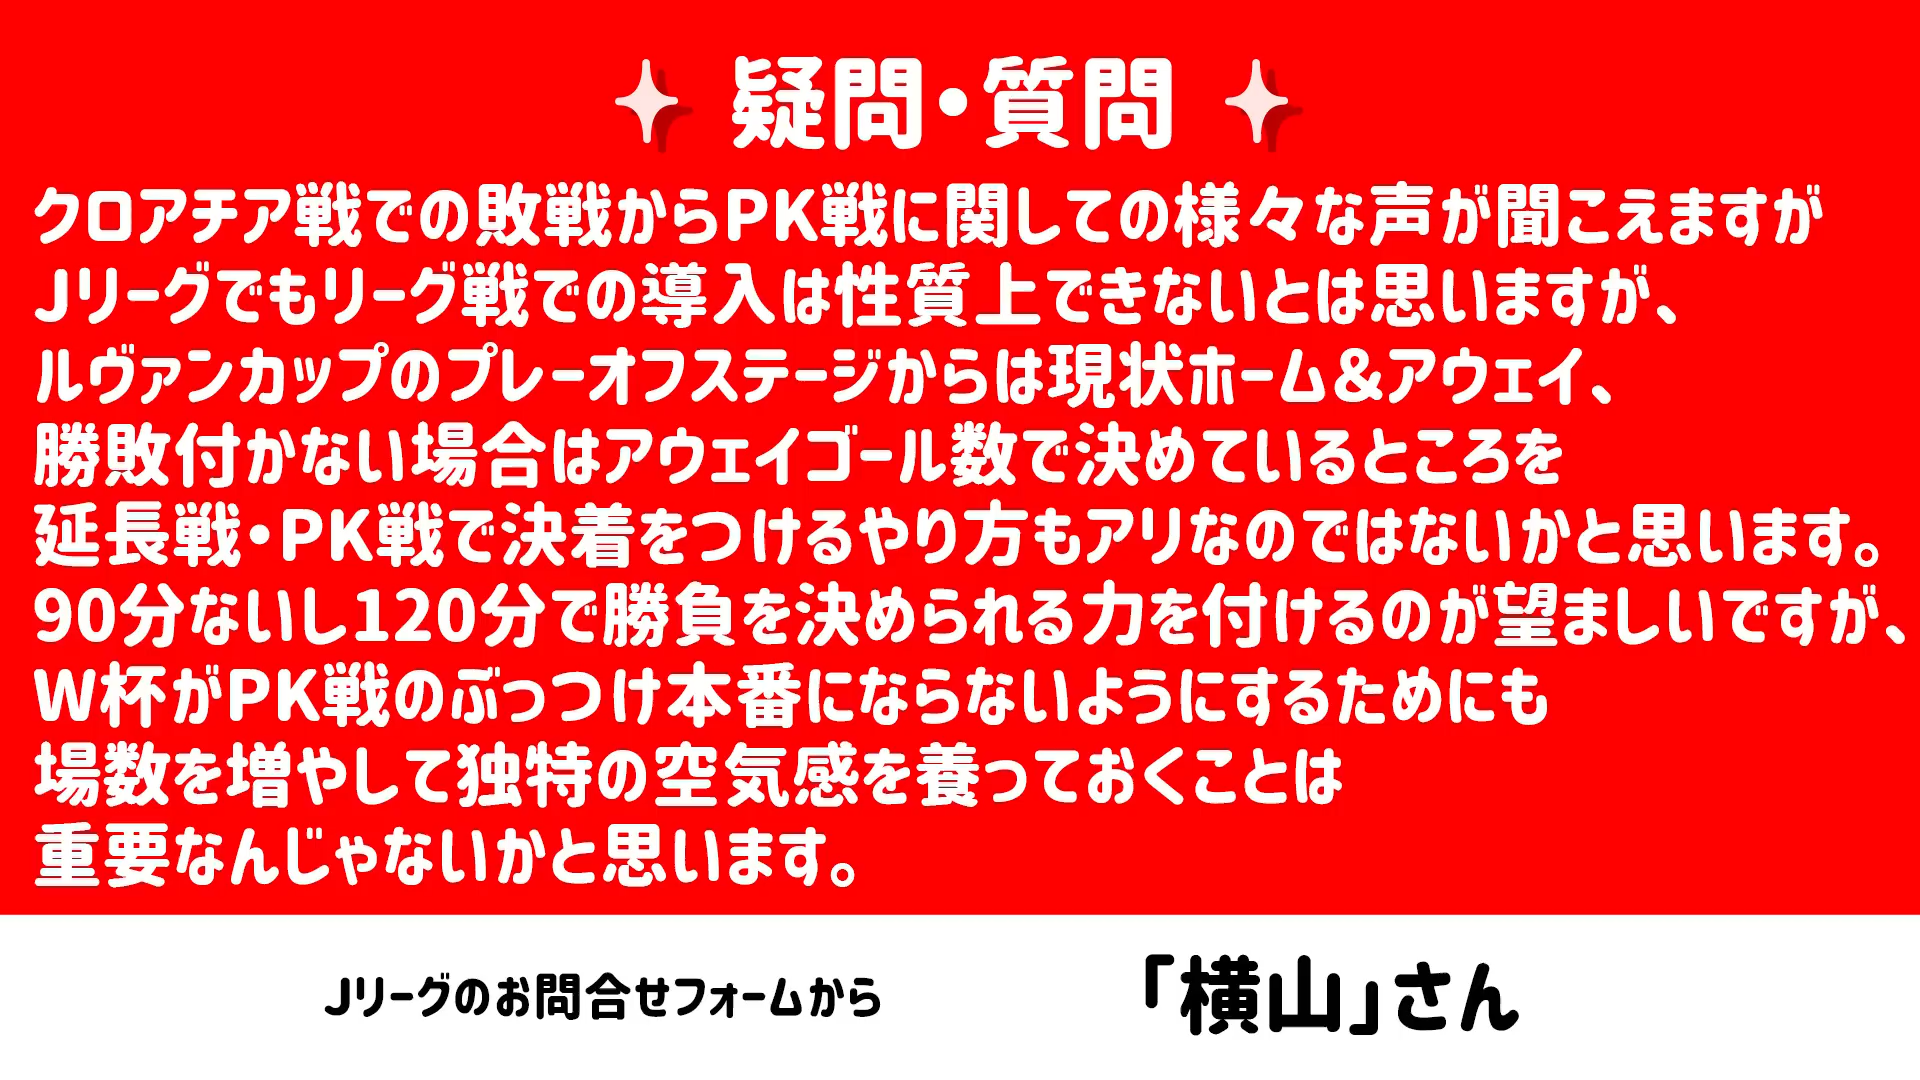 疑問・質問
クロアチア戦での敗戦からPK戦に関しての様々な声が聞こえますが
Jリーグでもリーグ戦での導入は性質上できないとは思いますが、
ルヴァンカップのプレーオフステージからは現状ホーム&アウェイ、
勝敗付かない場合はアウェイゴール数で決めているところを
延長戦・PK戦で決着をつけるやり方もアリなのではないかと思います。
90分ないし120分で勝負を決められる力を付けるのが望ましいですが、
W杯がPK戦のぶっつけ本番にならないようにするためにも
場数を増やして独特の空気感を養っておくことは
重要なんじゃないかと思います。
Jリーグのお問合せフォームから 「横山」さん